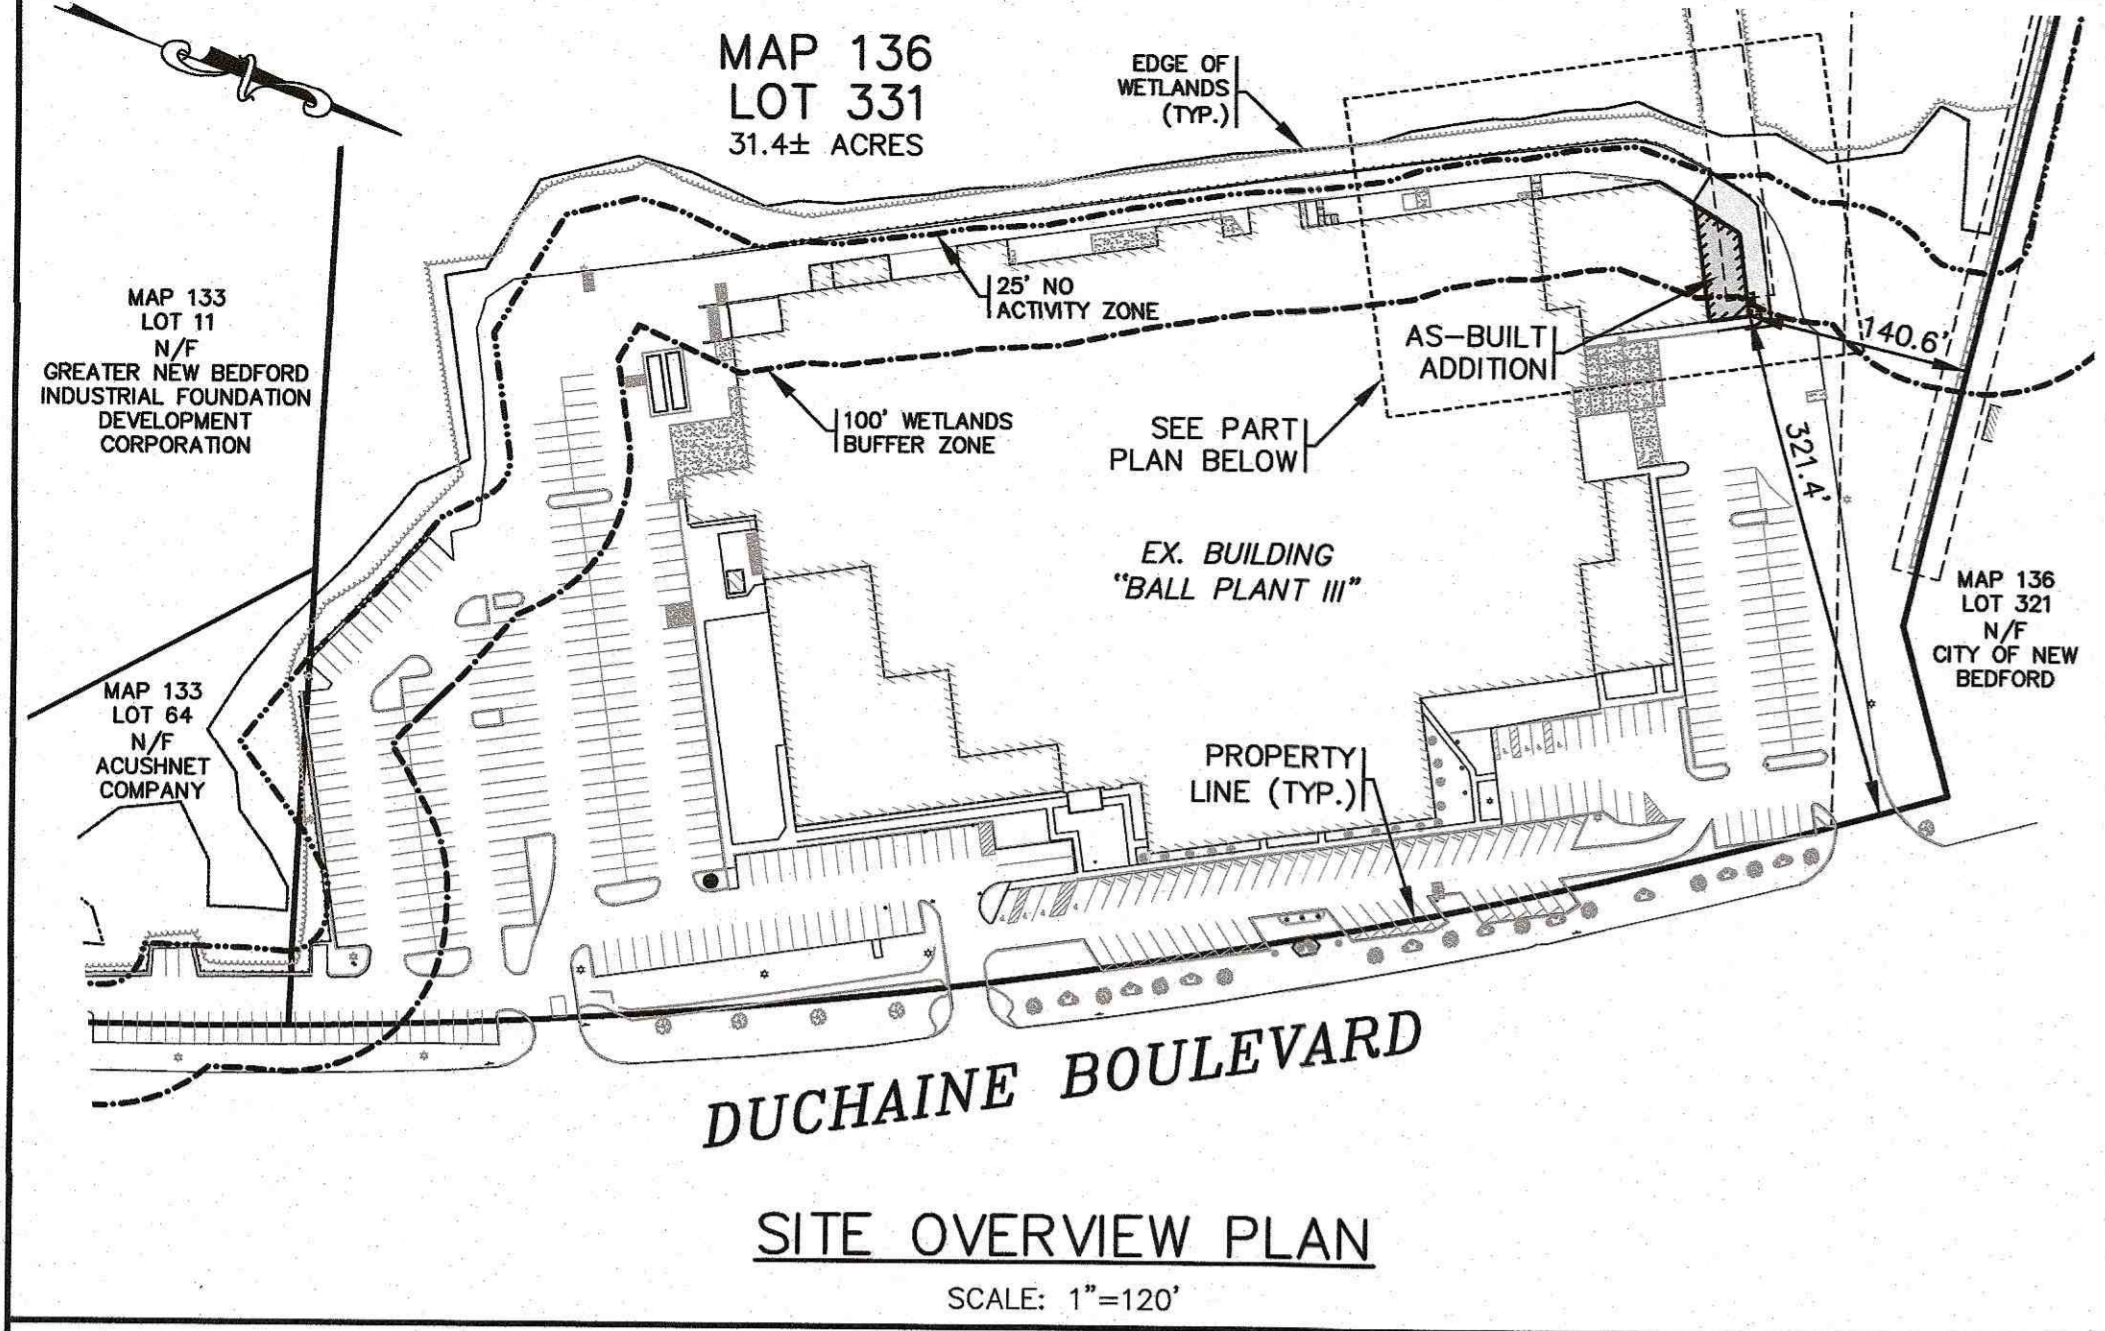 MAP 136
LOT 331
31.4± ACRES
EDGE OF
WETLANDS
(TYP.)
MAP 133
LOT 11
N/F
GREATER NEW BEDFORD
INDUSTRIAL FOUNDATION
DEVELOPMENT
CORPORATION
25' NO
ACTIVITY ZONE
100' WETLANDS
BUFFER ZONE
AS-BUILT
ADDITION
140.6'
SEE PART
PLAN BELOW
321.4'
EX. BUILDING
"BALL PLANT III"
MAP 136
LOT 321
N/F
CITY OF NEW
BEDFORD
MAP 133
LOT 64
N/F
ACUSHNET
COMPANY
PROPERTY
LINE (TYP.)
DUCHAINE BOULEVARD
SITE OVERVIEW PLAN
SCALE: 1"=120'